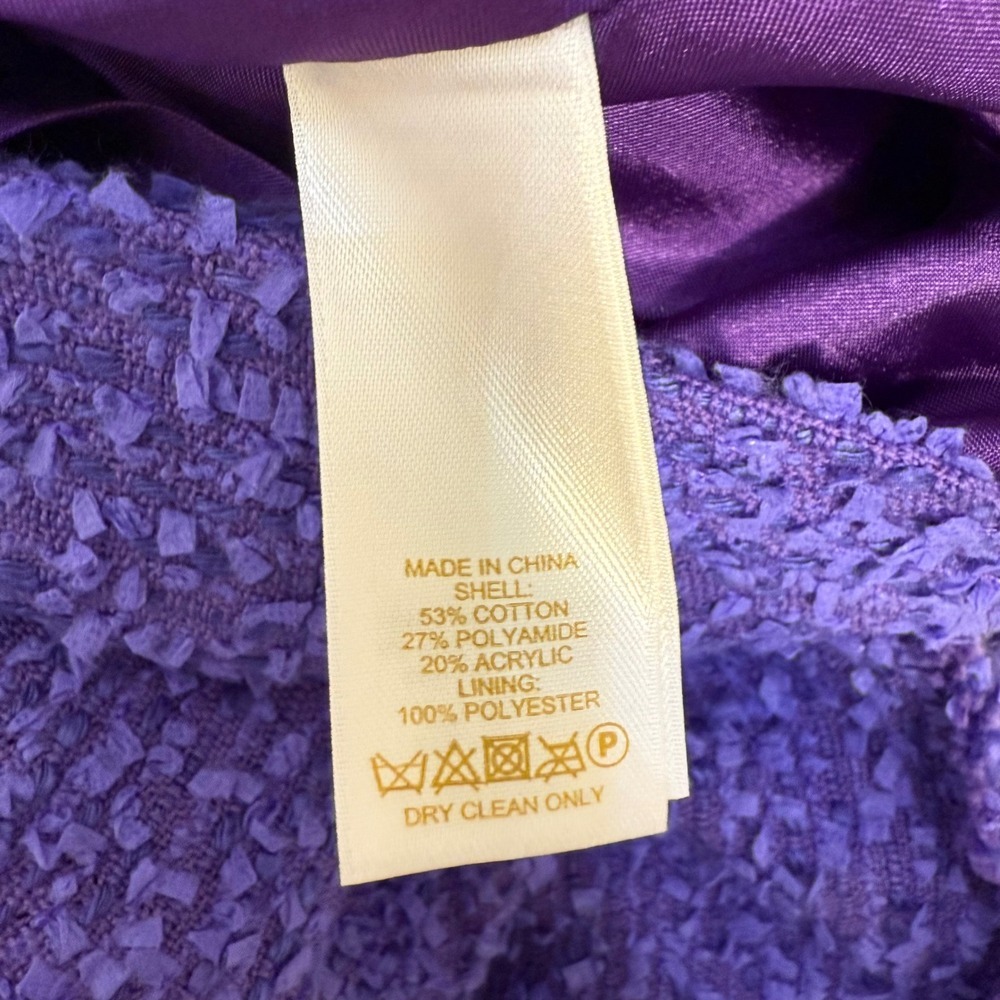 MADE IN CHINA
SHELL:
53% COTTON
27% POLYAMIDE
20% ACRYLIC
LINING:
100% POLYESTER
P
DRY CLEAN ONLY